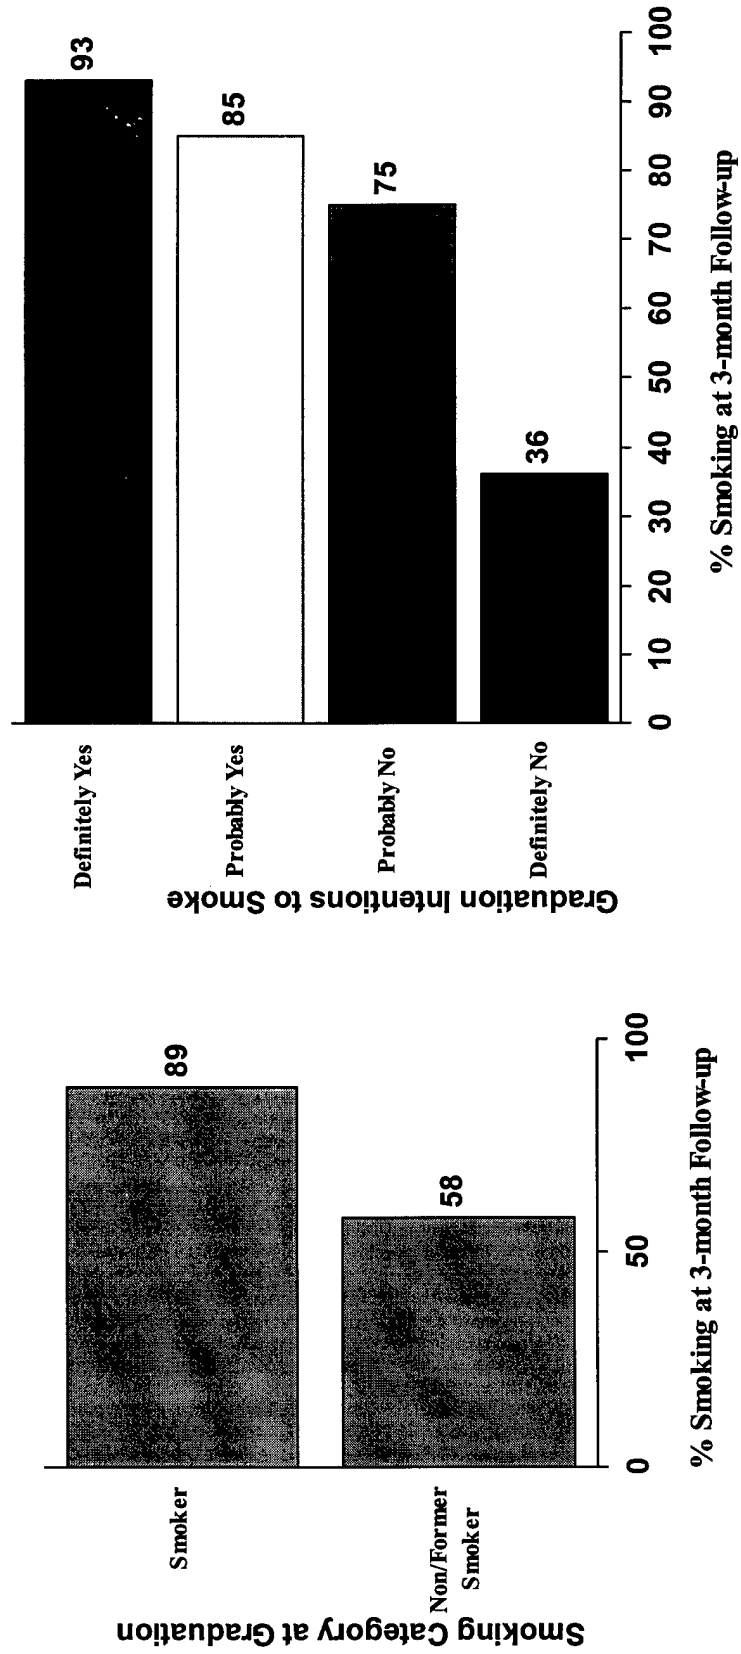 Smoking Category at Graduation
Smoker
89
Non/Former
Smoker
58
0
50
100
% Smoking at 3-month Follow-up
Graduation Intentions to Smoke
Definitely Yes
93
Probably Yes
85
Probably No
75
Definitely No
36
0
10
20
30
40
50
60
70
80
90
100
% Smoking at 3-month Follow-up